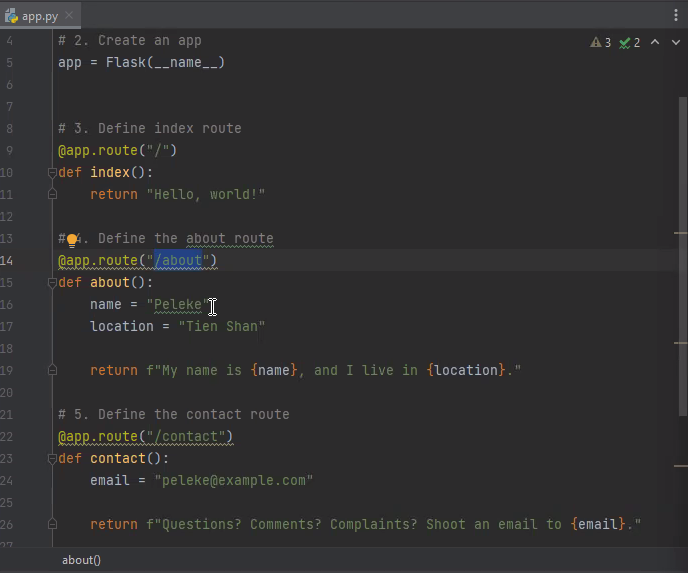 app.py
3 2
4 # 2. Create an app
5 app = Flask(__name__)
6
7
8 # 3. Define index route
9 @app.route("/")
10 def index():
11 return "Hello, world!"
12
13 # 4. Define the about route
14 @app.route("/about")
15 def about():
16 name = "Peleke"
17 location = "Tien Shan"
18
19 return f"My name is {name}, and I live in {location}."
20
21 # 5. Define the contact route
22 @app.route("/contact")
23 def contact():
24 email = "peleke@example.com"
25
26 return f"Questions? Comments? Complaints? Shoot an email to {email}."
27
about()